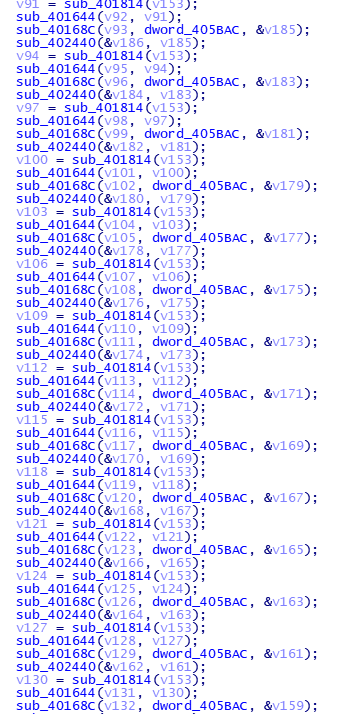 v91 = sub_401814(v153);
sub_401644(v92, v91);
sub_40168C(v93, dword_405BAC, &v185);
sub_402440(&v186, v185);
v94 = sub_401814(v153);
sub_401644(v95, v94);
sub_40168C(v96, dword_405BAC, &v183);
sub_402440(&v184, v183);
v97 = sub_401814(v153);
sub_401644(v98, v97);
sub_40168C(v99, dword_405BAC, &v181);
sub_402440(&v182, v181);
v100 = sub_401814(v153);
sub_401644(v101, v100);
sub_40168C(v102, dword_405BAC, &v179);
sub_402440(&v180, v179);
v103 = sub_401814(v153);
sub_401644(v104, v103);
sub_40168C(v105, dword_405BAC, &v177);
sub_402440(&v178, v177);
v106 = sub_401814(v153);
sub_401644(v107, v106);
sub_40168C(v108, dword_405BAC, &v175);
sub_402440(&v176, v175);
v109 = sub_401814(v153);
sub_401644(v110, v109);
sub_40168C(v111, dword_405BAC, &v173);
sub_402440(&v174, v173);
v112 = sub_401814(v153);
sub_401644(v113, v112);
sub_40168C(v114, dword_405BAC, &v171);
sub_402440(&v172, v171);
v115 = sub_401814(v153);
sub_401644(v116, v115);
sub_40168C(v117, dword_405BAC, &v169);
sub_402440(&v170, v169);
v118 = sub_401814(v153);
sub_401644(v119, v118);
sub_40168C(v120, dword_405BAC, &v167);
sub_402440(&v168, v167);
v121 = sub_401814(v153);
sub_401644(v122, v121);
sub_40168C(v123, dword_405BAC, &v165);
sub_402440(&v166, v165);
v124 = sub_401814(v153);
sub_401644(v125, v124);
sub_40168C(v126, dword_405BAC, &v163);
sub_402440(&v164, v163);
v127 = sub_401814(v153);
sub_401644(v128, v127);
sub_40168C(v129, dword_405BAC, &v161);
sub_402440(&v162, v161);
v130 = sub_401814(v153);
sub_401644(v131, v130);
sub_40168C(v132, dword_405BAC, &v159);